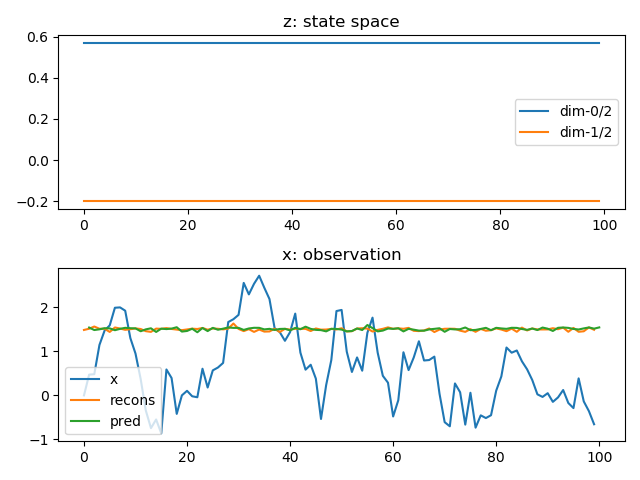 z: state space
0.6
0.4
0.2
0.0
−0.2
dim-0/2
dim-1/2
0 20 40 60 80 100
x: observation
2
1
0
−1
x
recons
pred
0 20 40 60 80 100